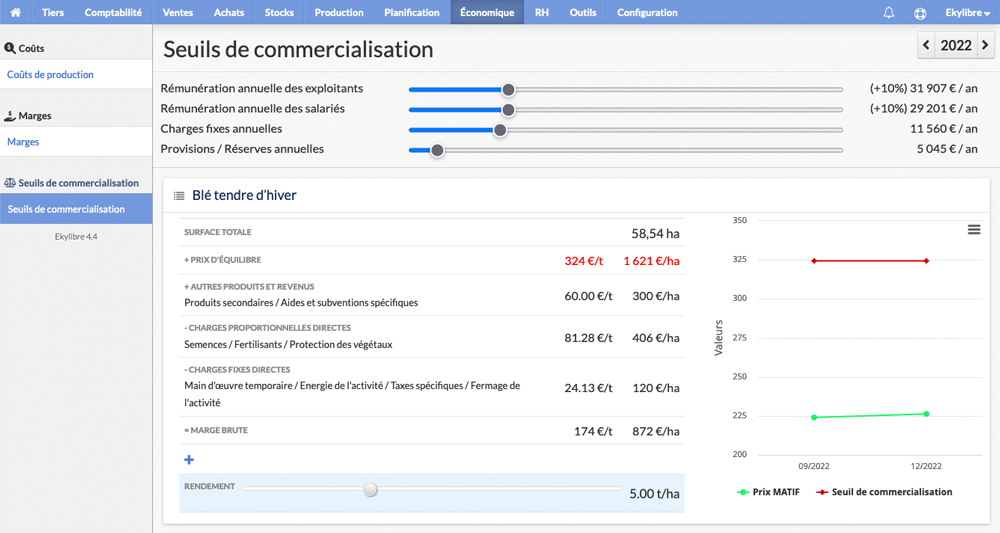 Tiers Comptabilité Ventes Achats Stocks Production Planification Économique RH Outils Configuration Ekylibre
Coûts
Coûts de production
Marges
Marges
Seuils de commercialisation
Seuils de commercialisation
Ekylibre 4.4
Seuils de commercialisation
2022
Rémunération annuelle des exploitants (+10%) 31 907 € / an
Rémunération annuelle des salariés (+10%) 29 201 € / an
Charges fixes annuelles 11 560 € / an
Provisions / Réserves annuelles 5 045 € / an
Blé tendre d'hiver
SURFACE TOTALE 58,54 ha
+ PRIX D'ÉQUILIBRE 324 €/t 1 621 €/ha
+ AUTRES PRODUITS ET REVENUS
Produits secondaires / Aides et subventions spécifiques 60.00 €/t 300 €/ha
- CHARGES PROPORTIONNELLES DIRECTES
Semences / Fertilisants / Protection des végétaux 81.28 €/t 406 €/ha
- CHARGES FIXES DIRECTES
Main d'œuvre temporaire / Energie de l'activité / Taxes spécifiques / Fermage de
l'activité 24.13 €/t 120 €/ha
= MARGE BRUTE 174 €/t 872 €/ha
+
RENDEMENT 5.00 t/ha
350
325
300
275
250
225
200
Valeurs
09/2022 12/2022
Prix MATIF Seuil de commercialisation